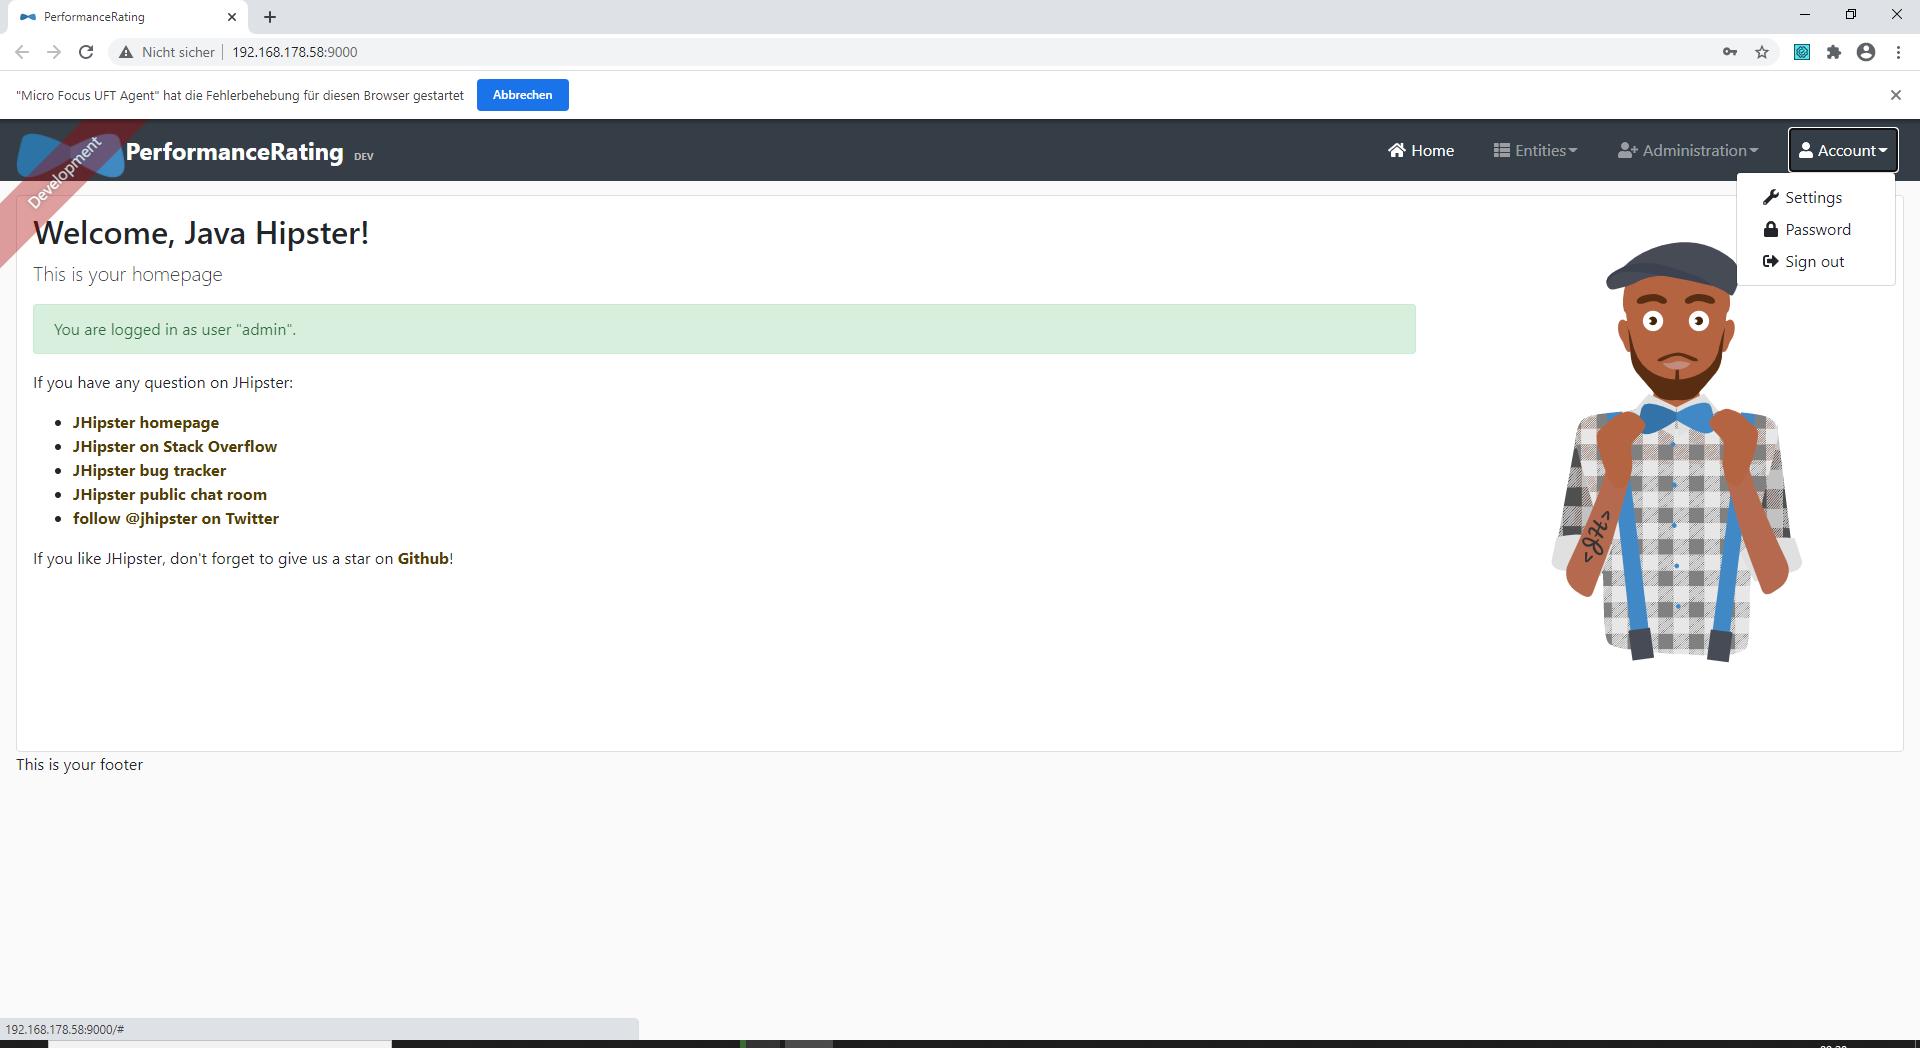 PerformanceRating
Nicht sicher 192.168.178.58:9000
"Micro Focus UFT Agent" hat die Fehlerbehebung für diesen Browser gestartet Abbrechen
Development
PerformanceRating DEV
Home Entities Administration Account
Settings
Password
Sign out
Welcome, Java Hipster!
This is your homepage
You are logged in as user "admin".
If you have any question on JHipster:
JHipster homepage
JHipster on Stack Overflow
JHipster bug tracker
JHipster public chat room
follow @jhipster on Twitter
If you like JHipster, don't forget to give us a star on Github!
<JH>
This is your footer
192.168.178.58:9000/#